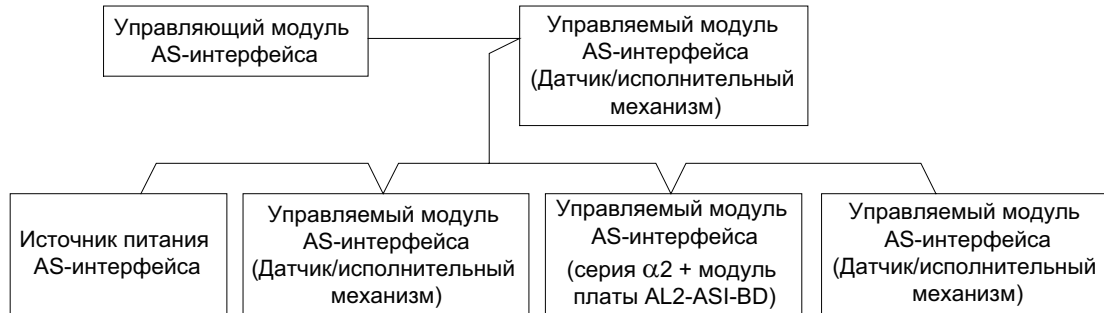 Управляющий модуль
AS-интерфейса
Управляемый модуль
AS-интерфейса
(Датчик/исполнительный
механизм)
Источник питания
AS-интерфейса
Управляемый модуль
AS-интерфейса
(Датчик/исполнительный
механизм)
Управляемый модуль
AS-интерфейса
(серия α2 + модуль
платы AL2-ASI-BD)
Управляемый модуль
AS-интерфейса
(Датчик/исполнительный
механизм)